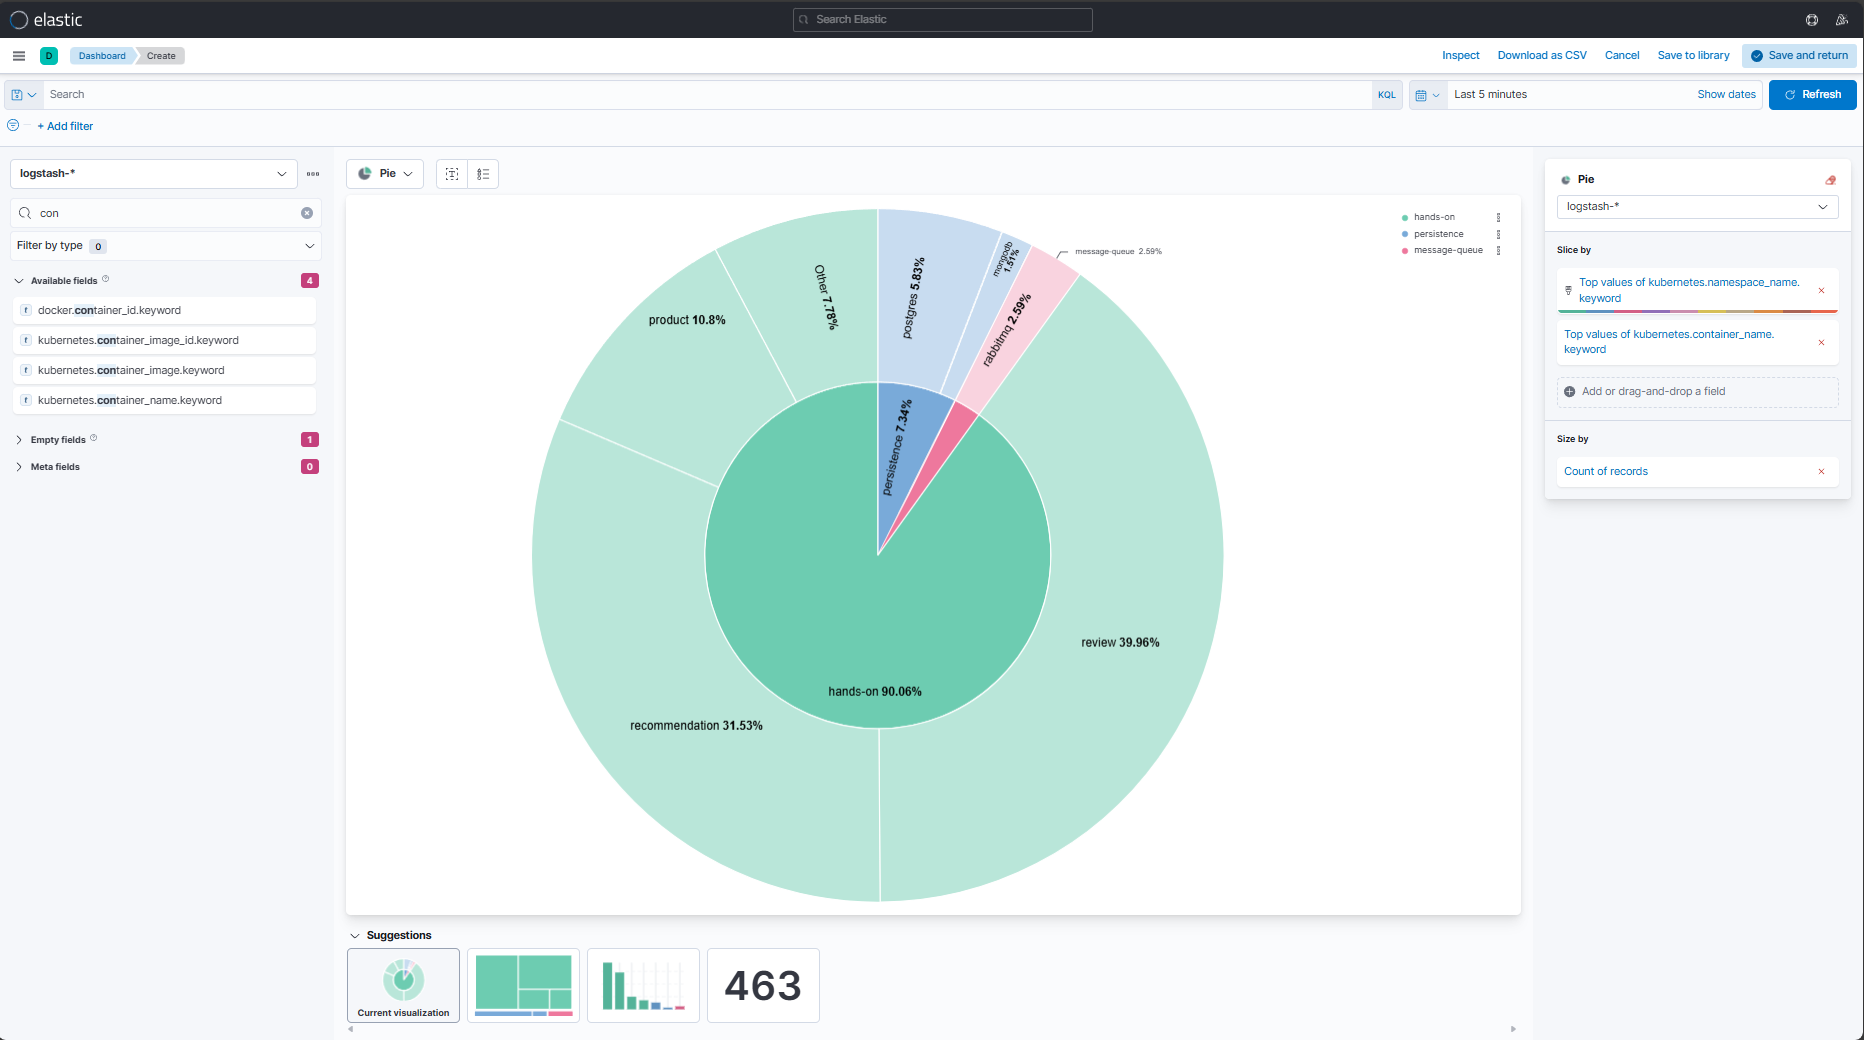 elastic
Search Elastic
D
Dashboard
Create
Inspect
Download as CSV
Cancel
Save to library
Save and return
Search
KQL
Last 5 minutes
Show dates
Refresh
+ Add filter
logstash-*
con
Filter by type 0
Available fields
4
t docker.container_id.keyword
t kubernetes.container_image_id.keyword
t kubernetes.container_image.keyword
t kubernetes.container_name.keyword
Empty fields
1
Meta fields
0
Pie
hands-on
persistence
message-queue
message-queue 2.59%
mongodb
1.51%
postgres 5.83%
rabbitmq 2.59%
Other 7.78%
product 10.8%
persistence 7.34%
review 39.96%
hands-on 90.06%
recommendation 31.53%
Suggestions
Current visualization
463
Pie
logstash-*
Slice by
Top values of kubernetes.namespace_name.
keyword
Top values of kubernetes.container_name.
keyword
Add or drag-and-drop a field
Size by
Count of records